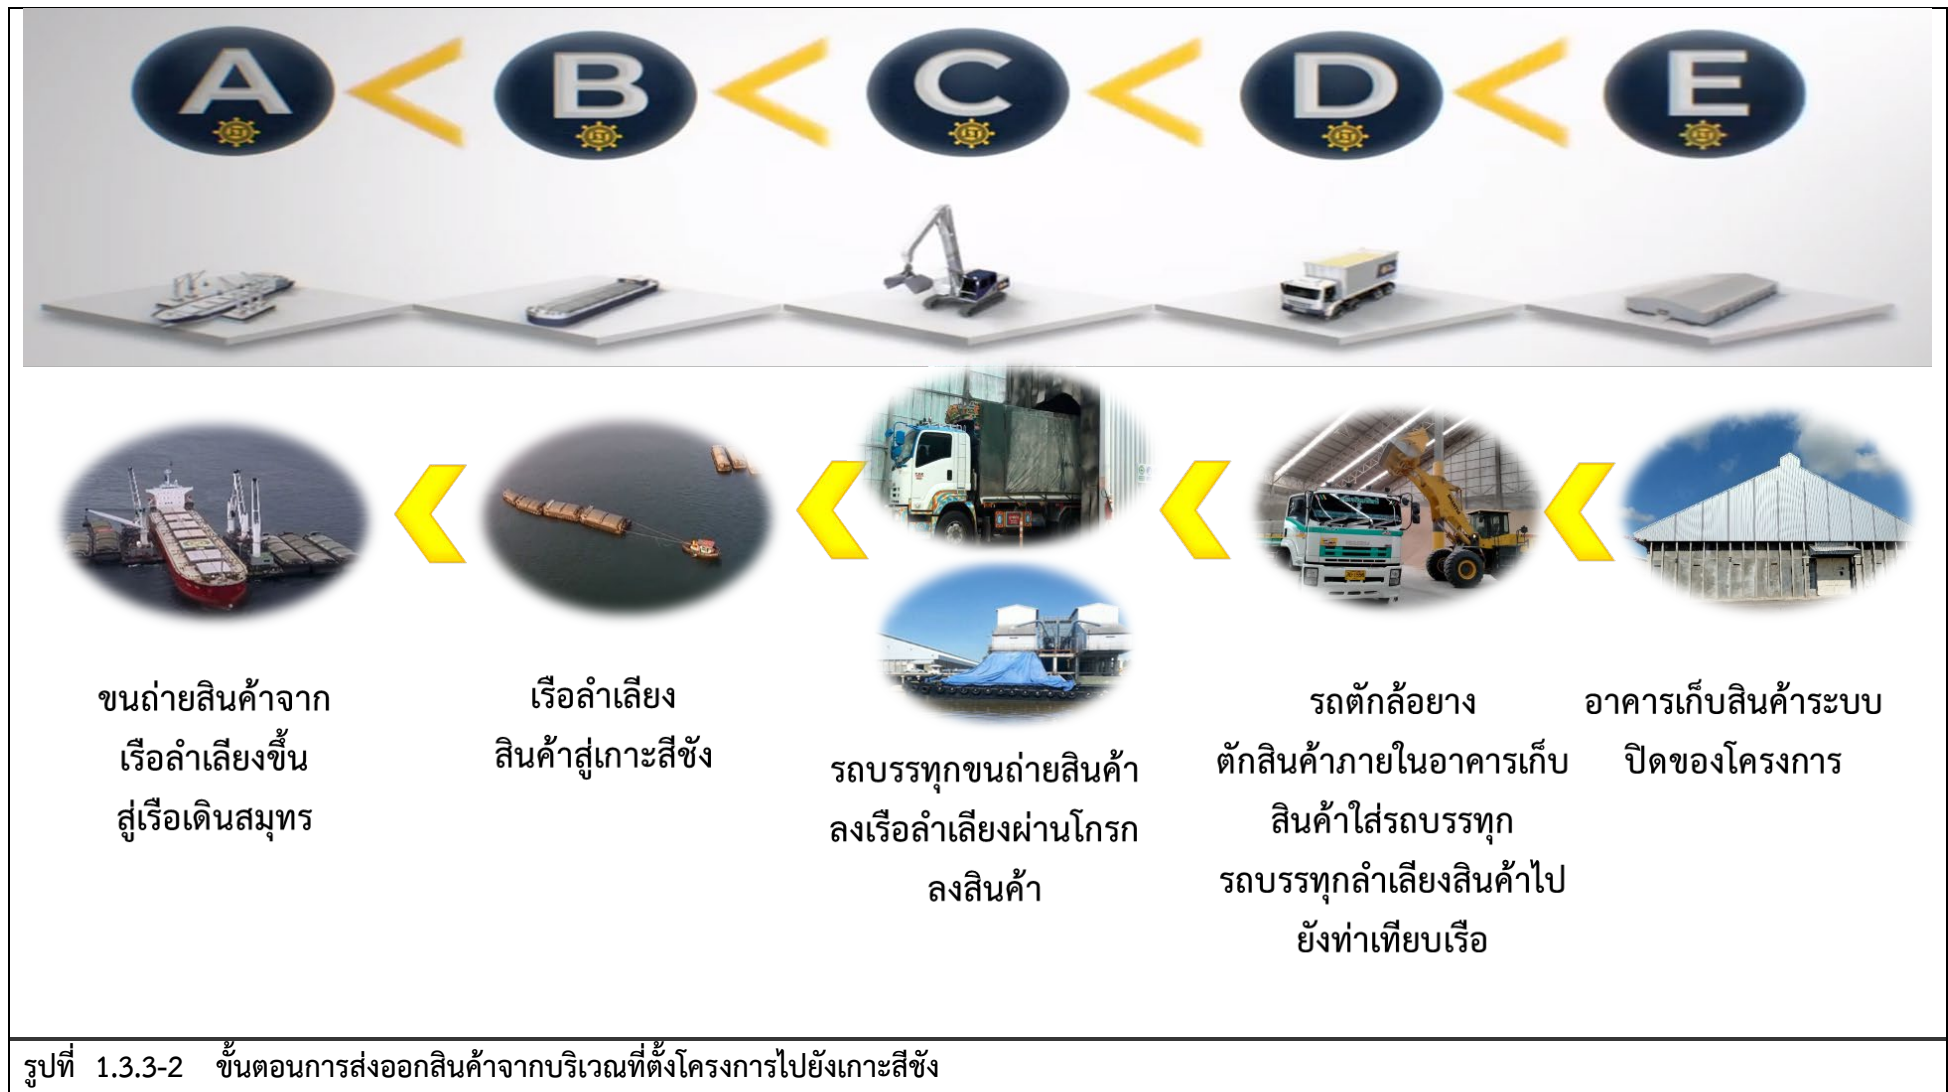 A
B
C
D
E
ขนถ่ายสินค้าจาก
เรือลำเลียงขึ้น
สู่เรือเดินสมุทร
เรือลำเลียง
สินค้าสู่เกาะสีชัง
รถบรรทุกขนถ่ายสินค้า
ลงเรือลำเลียงผ่านโกรก
ลงสินค้า
รถตักล้อยาง
ตักสินค้าภายในอาคารเก็บ
สินค้าใส่รถบรรทุก
รถบรรทุกลำเลียงสินค้าไป
ยังท่าเทียบเรือ
อาคารเก็บสินค้าระบบ
ปิดของโครงการ
รูปที่ 1.3.3-2 ขั้นตอนการส่งออกสินค้าจากบริเวณที่ตั้งโครงการไปยังเกาะสีชัง